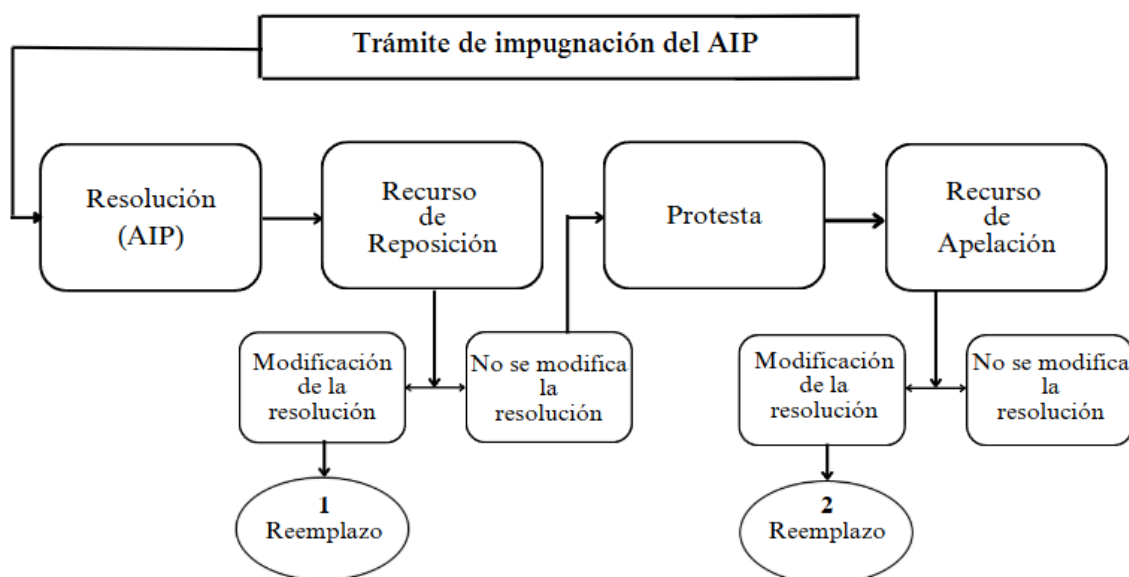 Trámite de impugnación del AIP
Resolución
(AIP)
Recurso
de
Reposición
Protesta
Recurso
de
Apelación
Modificación
de la
resolución
No se modifica
la
resolución
Modificación
de la
resolución
No se modifica
la
resolución
1
Reemplazo
2
Reemplazo